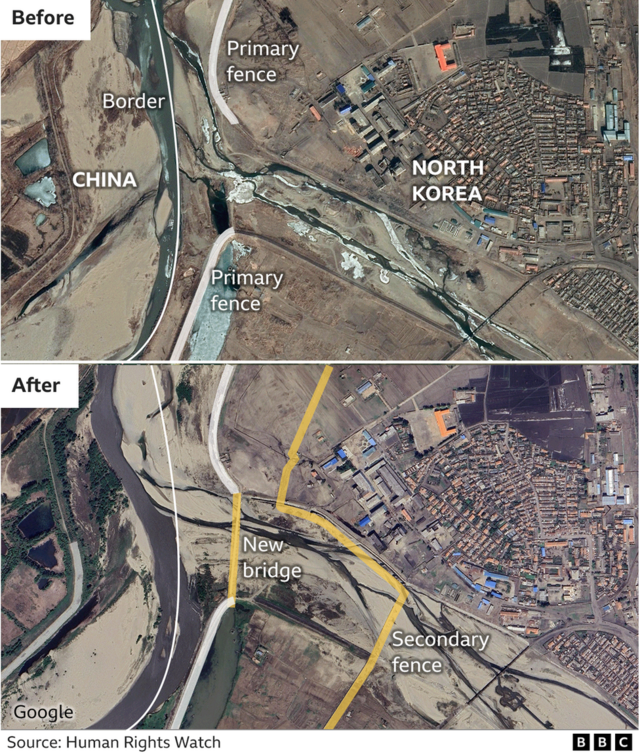 Before
Primary
fence
Border
CHINA
NORTH
KOREA
Primary
fence
After
New
bridge
Secondary
fence
Google
Source: Human Rights Watch
BBC